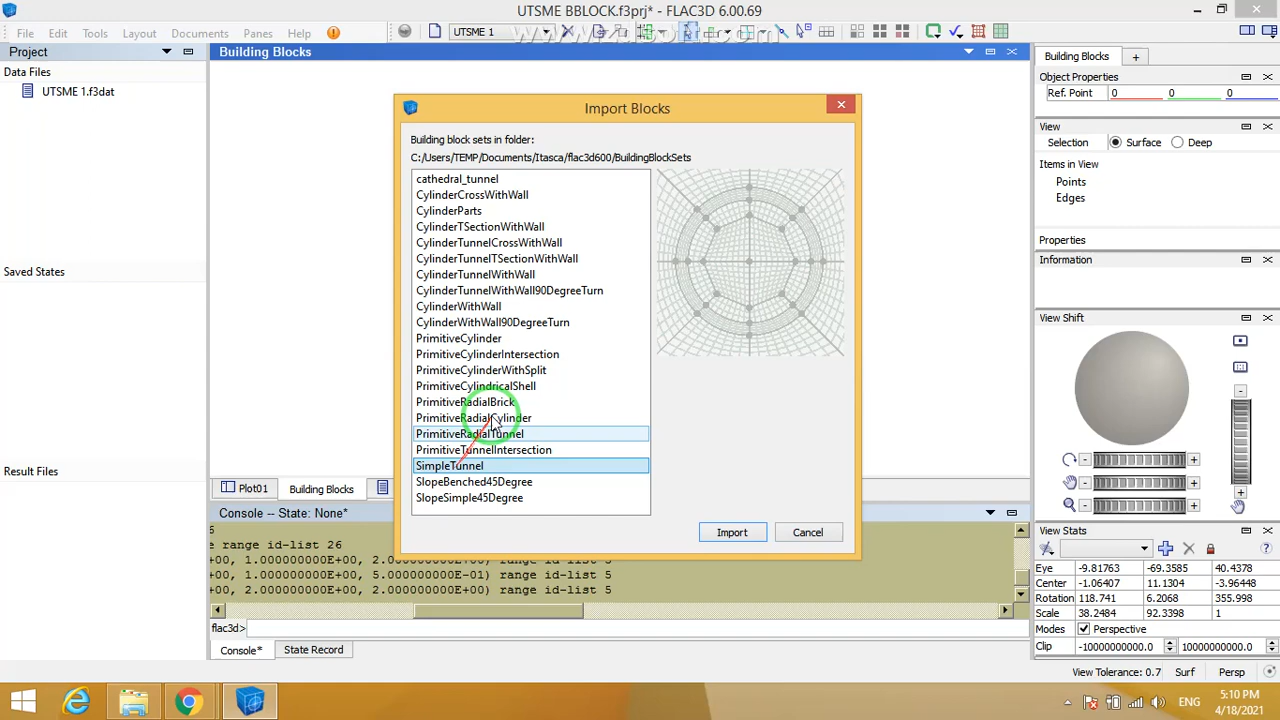 UTSME BBLOCK.f3prj* - FLAC3D 6.00.69
File Edit Tools Layout Documents Panes Help
UTSME 1
Project
Building Blocks
Building Blocks +
Data Files
UTSME 1.f3dat
Object Properties
Ref. Point 0 0 0
View
Selection Surface Deep
Items in View
Points
Edges
Properties
Information
Saved States
Result Files
View Shift
Import Blocks
Building block sets in folder:
C:/Users/TEMP/Documents/Itasca/flac3d600/BuildingBlockSets
cathedral_tunnel
CylinderCrossWithWall
CylinderParts
CylinderTSectionWithWall
CylinderTunnelCrossWithWall
CylinderTunnelTSectionWithWall
CylinderTunnelWithWall
CylinderTunnelWithWall90DegreeTurn
CylinderWithWall
CylinderWithWall90DegreeTurn
PrimitiveCylinder
PrimitiveCylinderIntersection
PrimitiveCylinderWithSplit
PrimitiveCylindricalShell
PrimitiveRadialBrick
PrimitiveRadialCylinder
PrimitiveRadialTunnel
PrimitiveTunnelIntersection
SimpleTunnel
SlopeBenched45Degree
SlopeSimple45Degree
Import Cancel
Plot01 Building Blocks
Console -- State: None*
6
e range id-list 26
+00, 1.000000000E+00, 2.00 range id-list 5
+00, 1.000000000E+00, 5.000000000E-01) range id-list 5
+00, 2.000000000E+00, 2.000000000E+00) range id-list 5
flac3d>
Console* State Record
View Stats
Eye -9.81763 -69.3585 40.4378
Center -1.06407 11.1304 -3.96448
Rotation 118.741 6.2068 355.998
Scale 38.2484 92.3398 1
Modes Perspective
Clip -10000000000.0 10000000000.0
View Tolerance: 0.7 Surf Persp
ENG
5:10 PM
4/18/2021